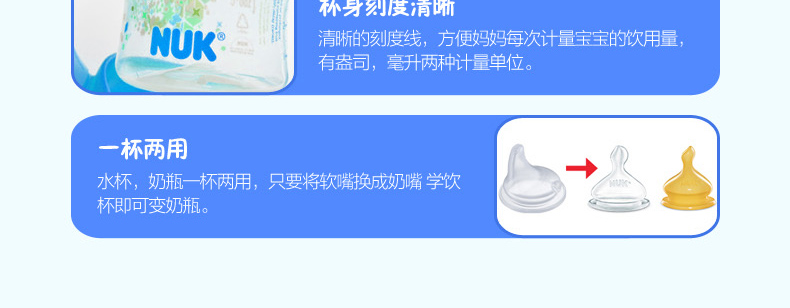 杯身刻度清晰
清晰的刻度线，方便妈妈每次计量宝宝的饮用量，
有盎司，毫升两种计量单位。
NUK®
一杯两用
水杯，奶瓶一杯两用，只要将软嘴换成奶嘴 学饮
杯即可变奶瓶。
NUK